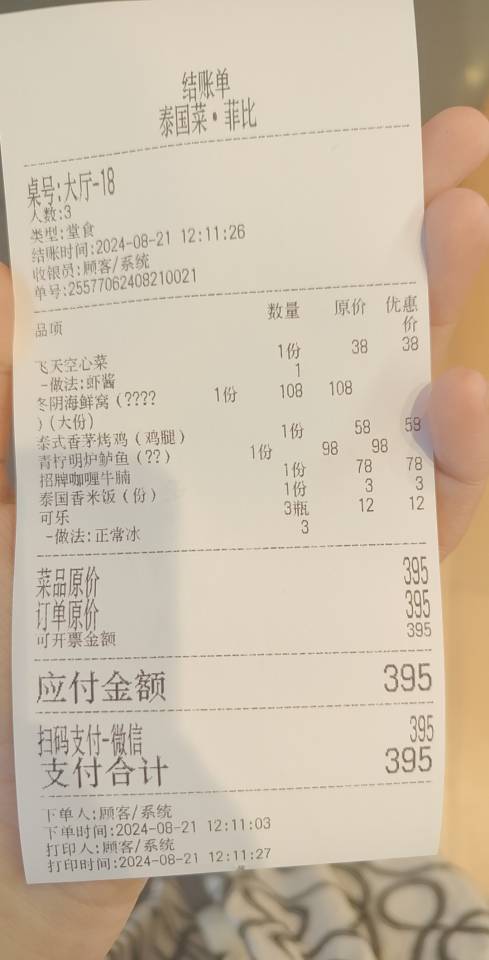 结账单
泰国菜·菲比
桌号:大厅-18
人数:3
类型:堂食
结账时间:2024-08-21 12:11:26
收银员:顾客/系统
单号:25577062408210021
品项 数量 原价 优惠价
飞天空心菜 1份 38 38
-做法:虾酱 1
冬阴海鲜窝(???? 1份 108 108
)(大份)
泰式香茅烤鸡(鸡腿) 1份 58 58
青柠明炉鲈鱼(??) 1份 98 98
招牌咖喱牛腩 1份 78 78
泰国香米饭(份) 1份 3 3
可乐 3瓶 12 12
-做法:正常冰 3
菜品原价 395
订单原价 395
可开票金额 395
应付金额 395
扫码支付-微信 395
支付合计 395
下单人:顾客/系统
下单时间:2024-08-21 12:11:03
打印人:顾客/系统
打印时间:2024-08-21 12:11:27